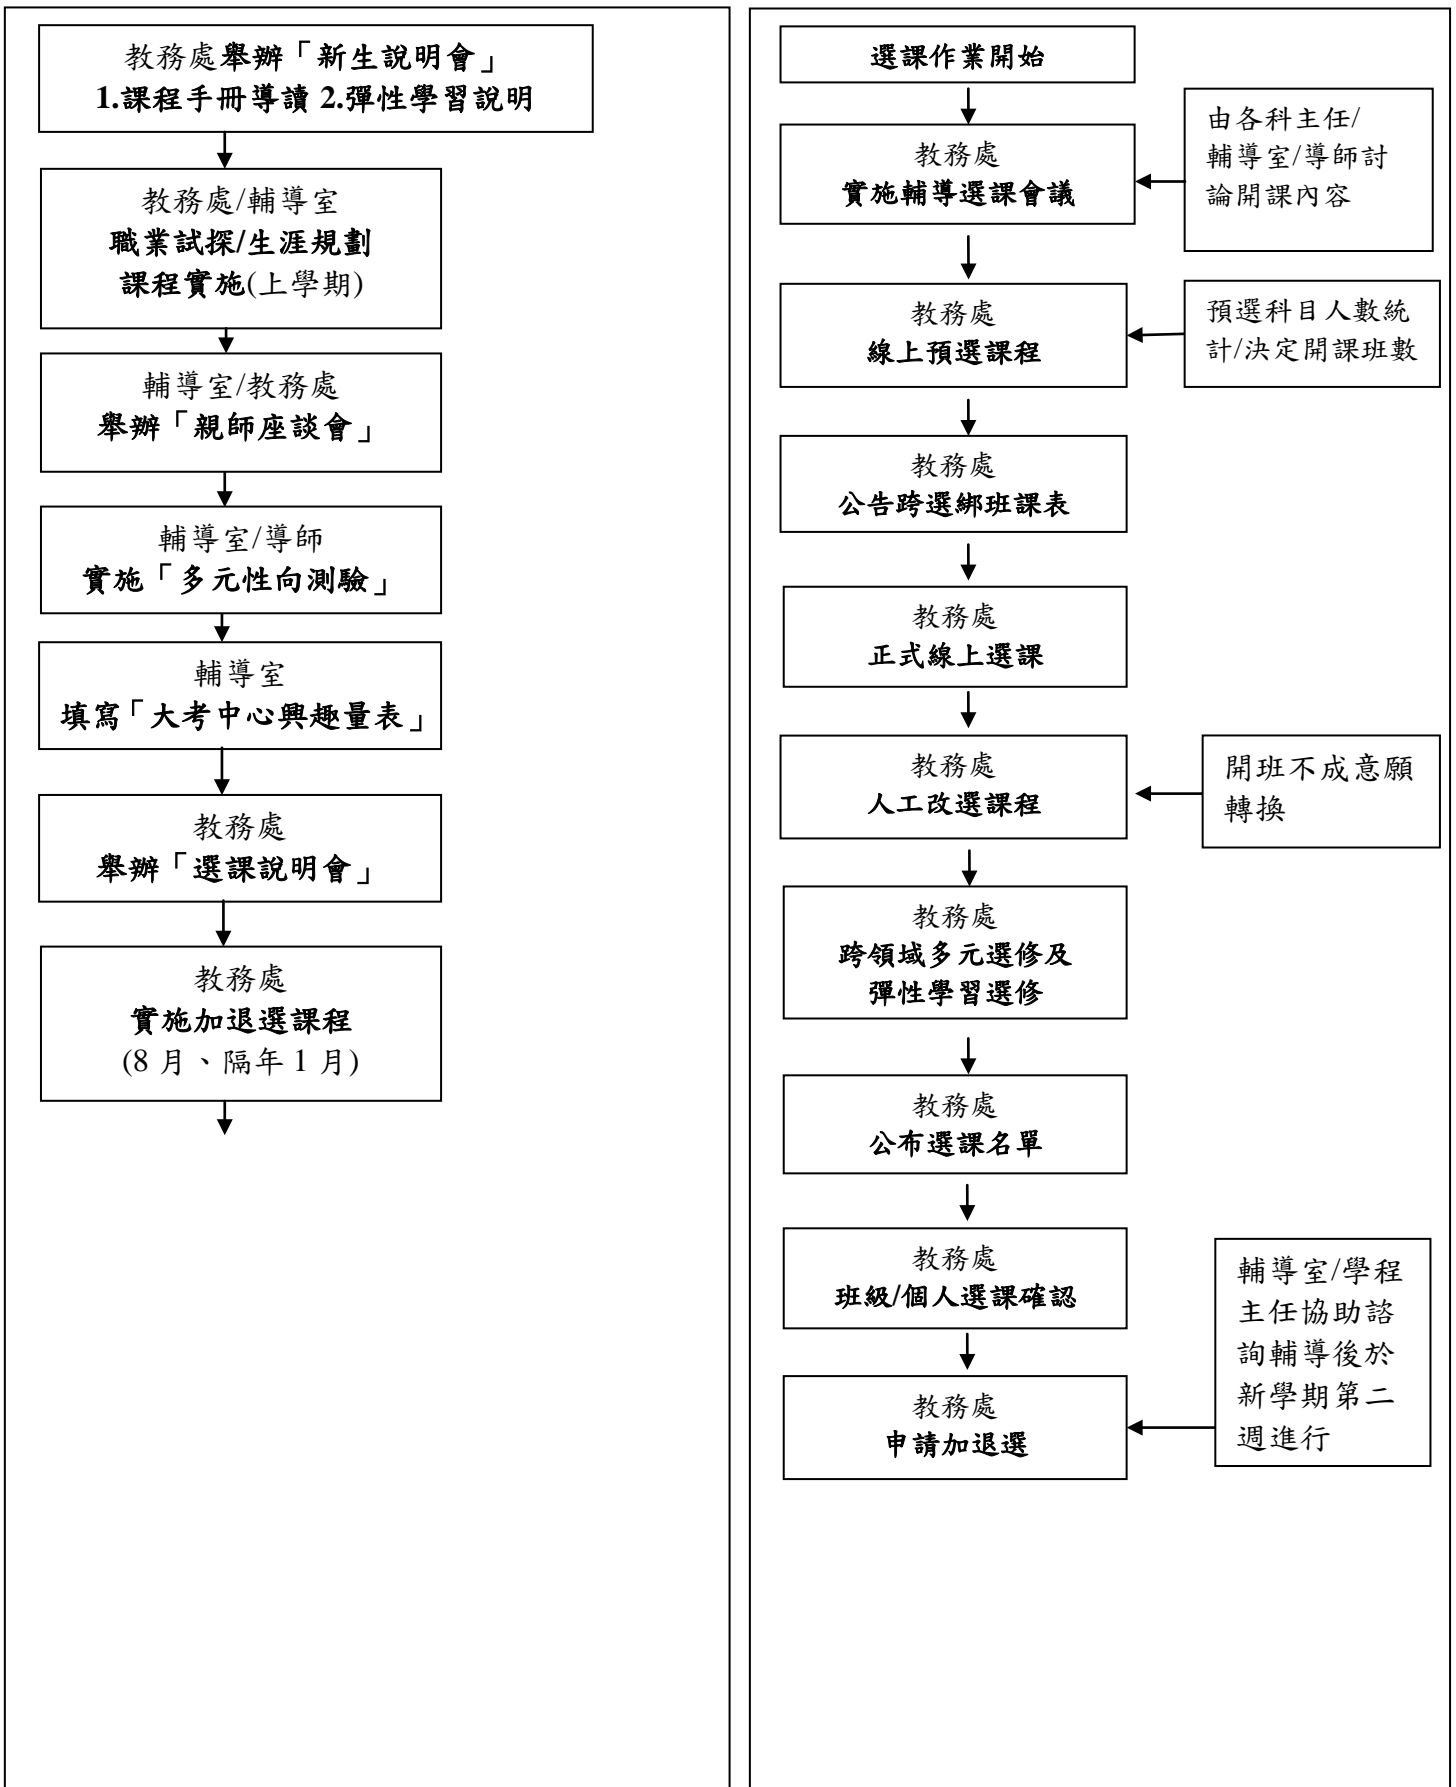 教務處舉辦「新生說明會」
1.課程手冊導讀 2.彈性學習說明
教務處/輔導室
職業試探/生涯規劃
課程實施(上學期)
輔導室/教務處
舉辦「親師座談會」
輔導室/導師
實施「多元性向測驗」
輔導室
填寫「大考中心興趣量表」
教務處
舉辦「選課說明會」
教務處
實施加退選課程
(8 月、隔年 1 月)
選課作業開始
教務處
實施輔導選課會議
由各科主任/
輔導室/導師討
論開課內容
教務處
線上預選課程
預選科目人數統
計/決定開課班數
教務處
公告跨選綁班課表
教務處
正式線上選課
教務處
人工改選課程
開班不成意願
轉換
教務處
跨領域多元選修及
彈性學習選修
教務處
公布選課名單
教務處
班級/個人選課確認
教務處
申請加退選
輔導室/學程
主任協助諮
詢輔導後於
新學期第二
週進行